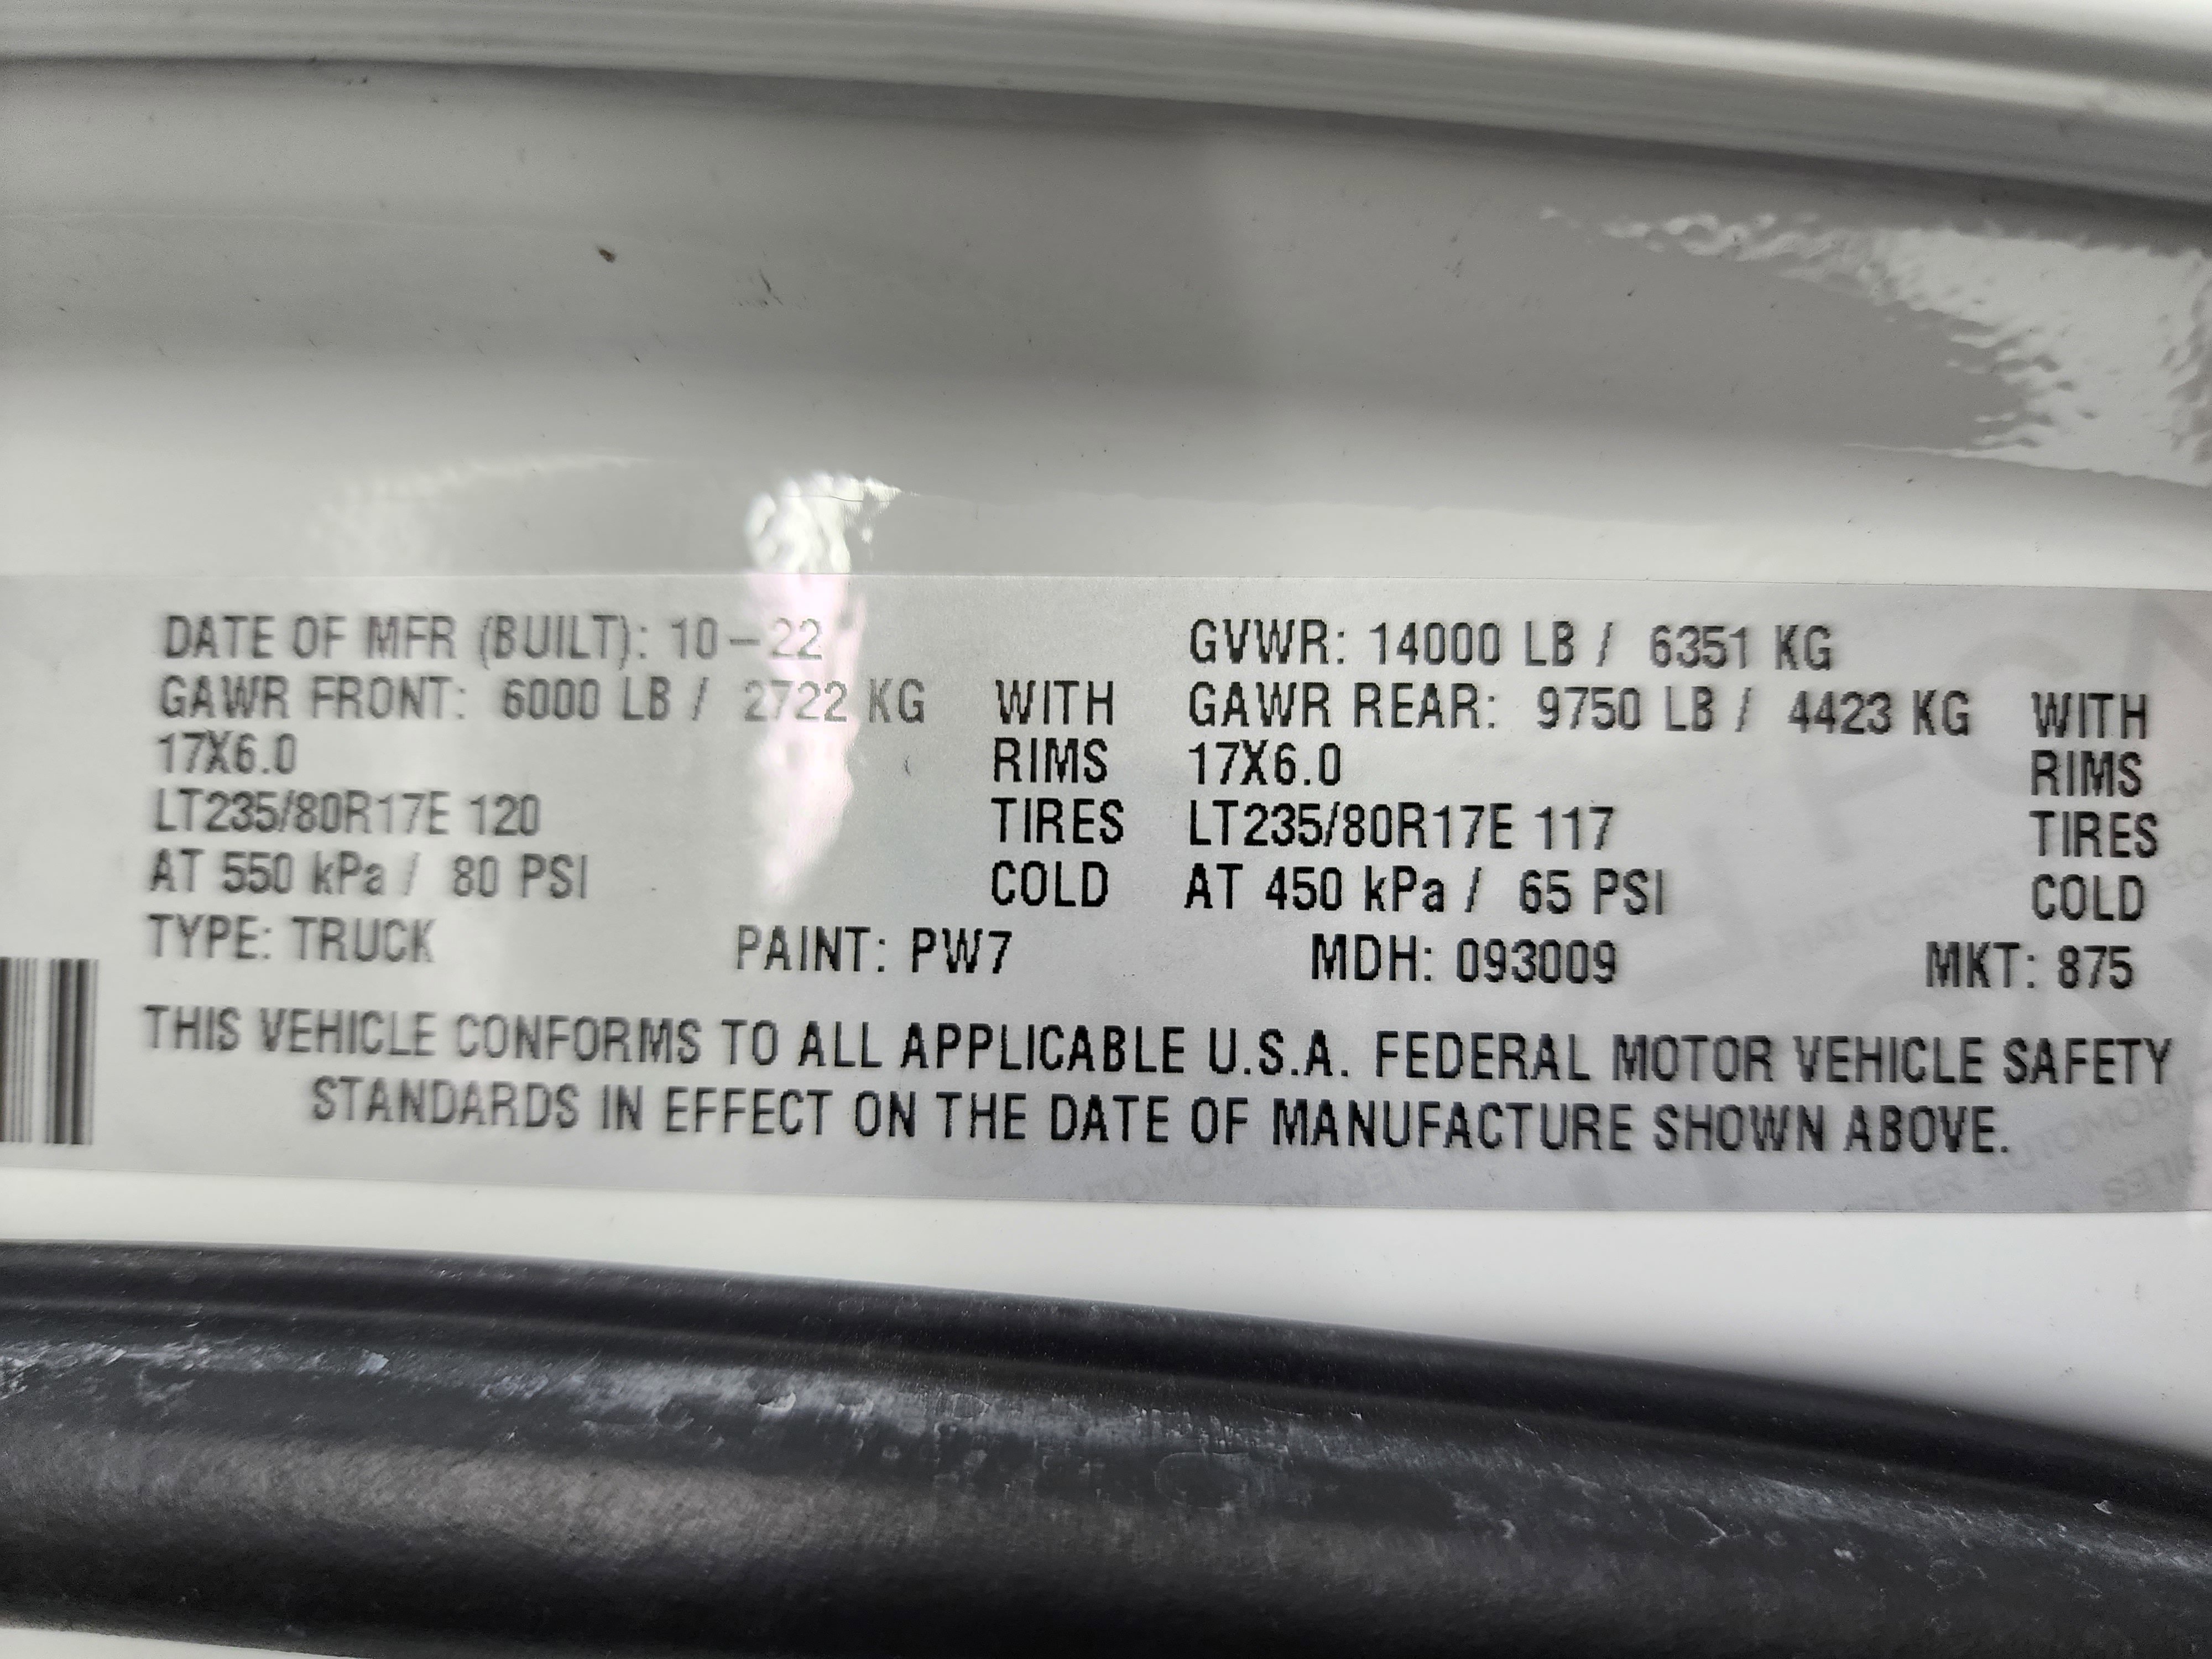 DATE OF MFR (BUILT): 10-22 GVWR: 14000 LB / 6351 KG
GAWR FRONT: 6000 LB / 2722 KG WITH GAWR REAR: 9750 LB / 4423 KG WITH
17X6.0 RIMS 17X6.0 RIMS
LT235/80R17E 120 TIRES LT235/80R17E 117 TIRES
AT 550 kPa / 80 PSI COLD AT 450 kPa / 65 PSI COLD
TYPE: TRUCK PAINT: PW7 MDH: 093009 MKT: 875
THIS VEHICLE CONFORMS TO ALL APPLICABLE U.S.A. FEDERAL MOTOR VEHICLE SAFETY
STANDARDS IN EFFECT ON THE DATE OF MANUFACTURE SHOWN ABOVE.